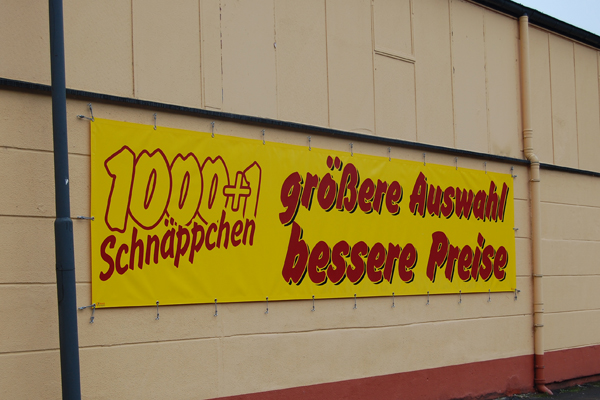 1000+1
Schnäppchen
größere Auswahl
bessere Preise